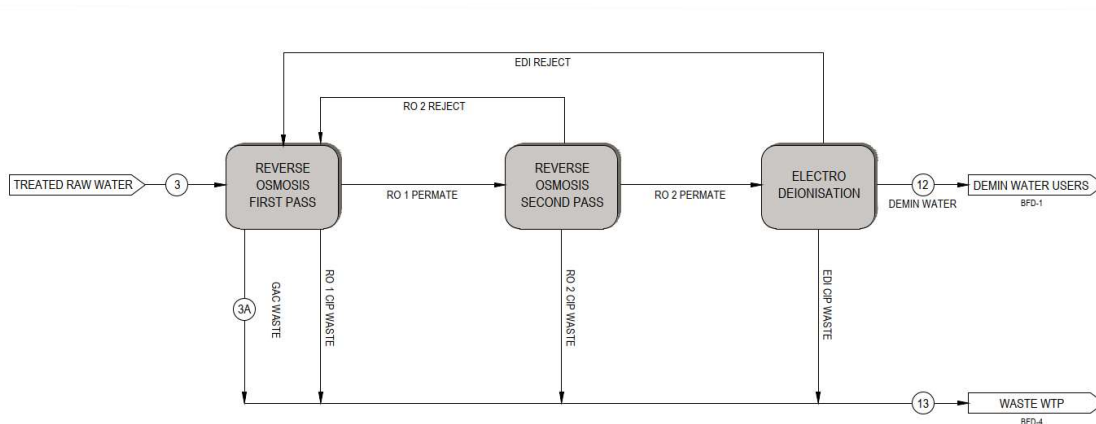 EDI REJECT
RO 2 REJECT
TREATED RAW WATER
3
REVERSE
OSMOSIS
FIRST PASS
RO 1 PERMATE
REVERSE
OSMOSIS
SECOND PASS
RO 2 PERMATE
ELECTRO
DEIONISATION
12
DEMIN WATER
DEMIN WATER USERS
BFD-1
3A
GAC WASTE
RO 1 CIP WASTE
RO 2 CIP WASTE
EDI CIP WASTE
13
WASTE WTP
BFD-4